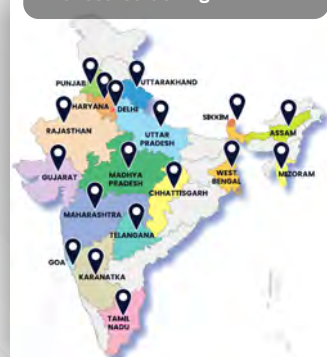 PUNJAB
UTTARAKHAND
HARYANA
DELHI
SIKKIM
ASSAM
RAJASTHAN
UTTAR
PRADESH
GUJARAT
MADHYA
PRADESH
WEST
BENGAL
MIZORAM
CHHATTISGARH
MAHARASHTRA
TELANGANA
GOA
KARANATKA
TAMIL
NADU